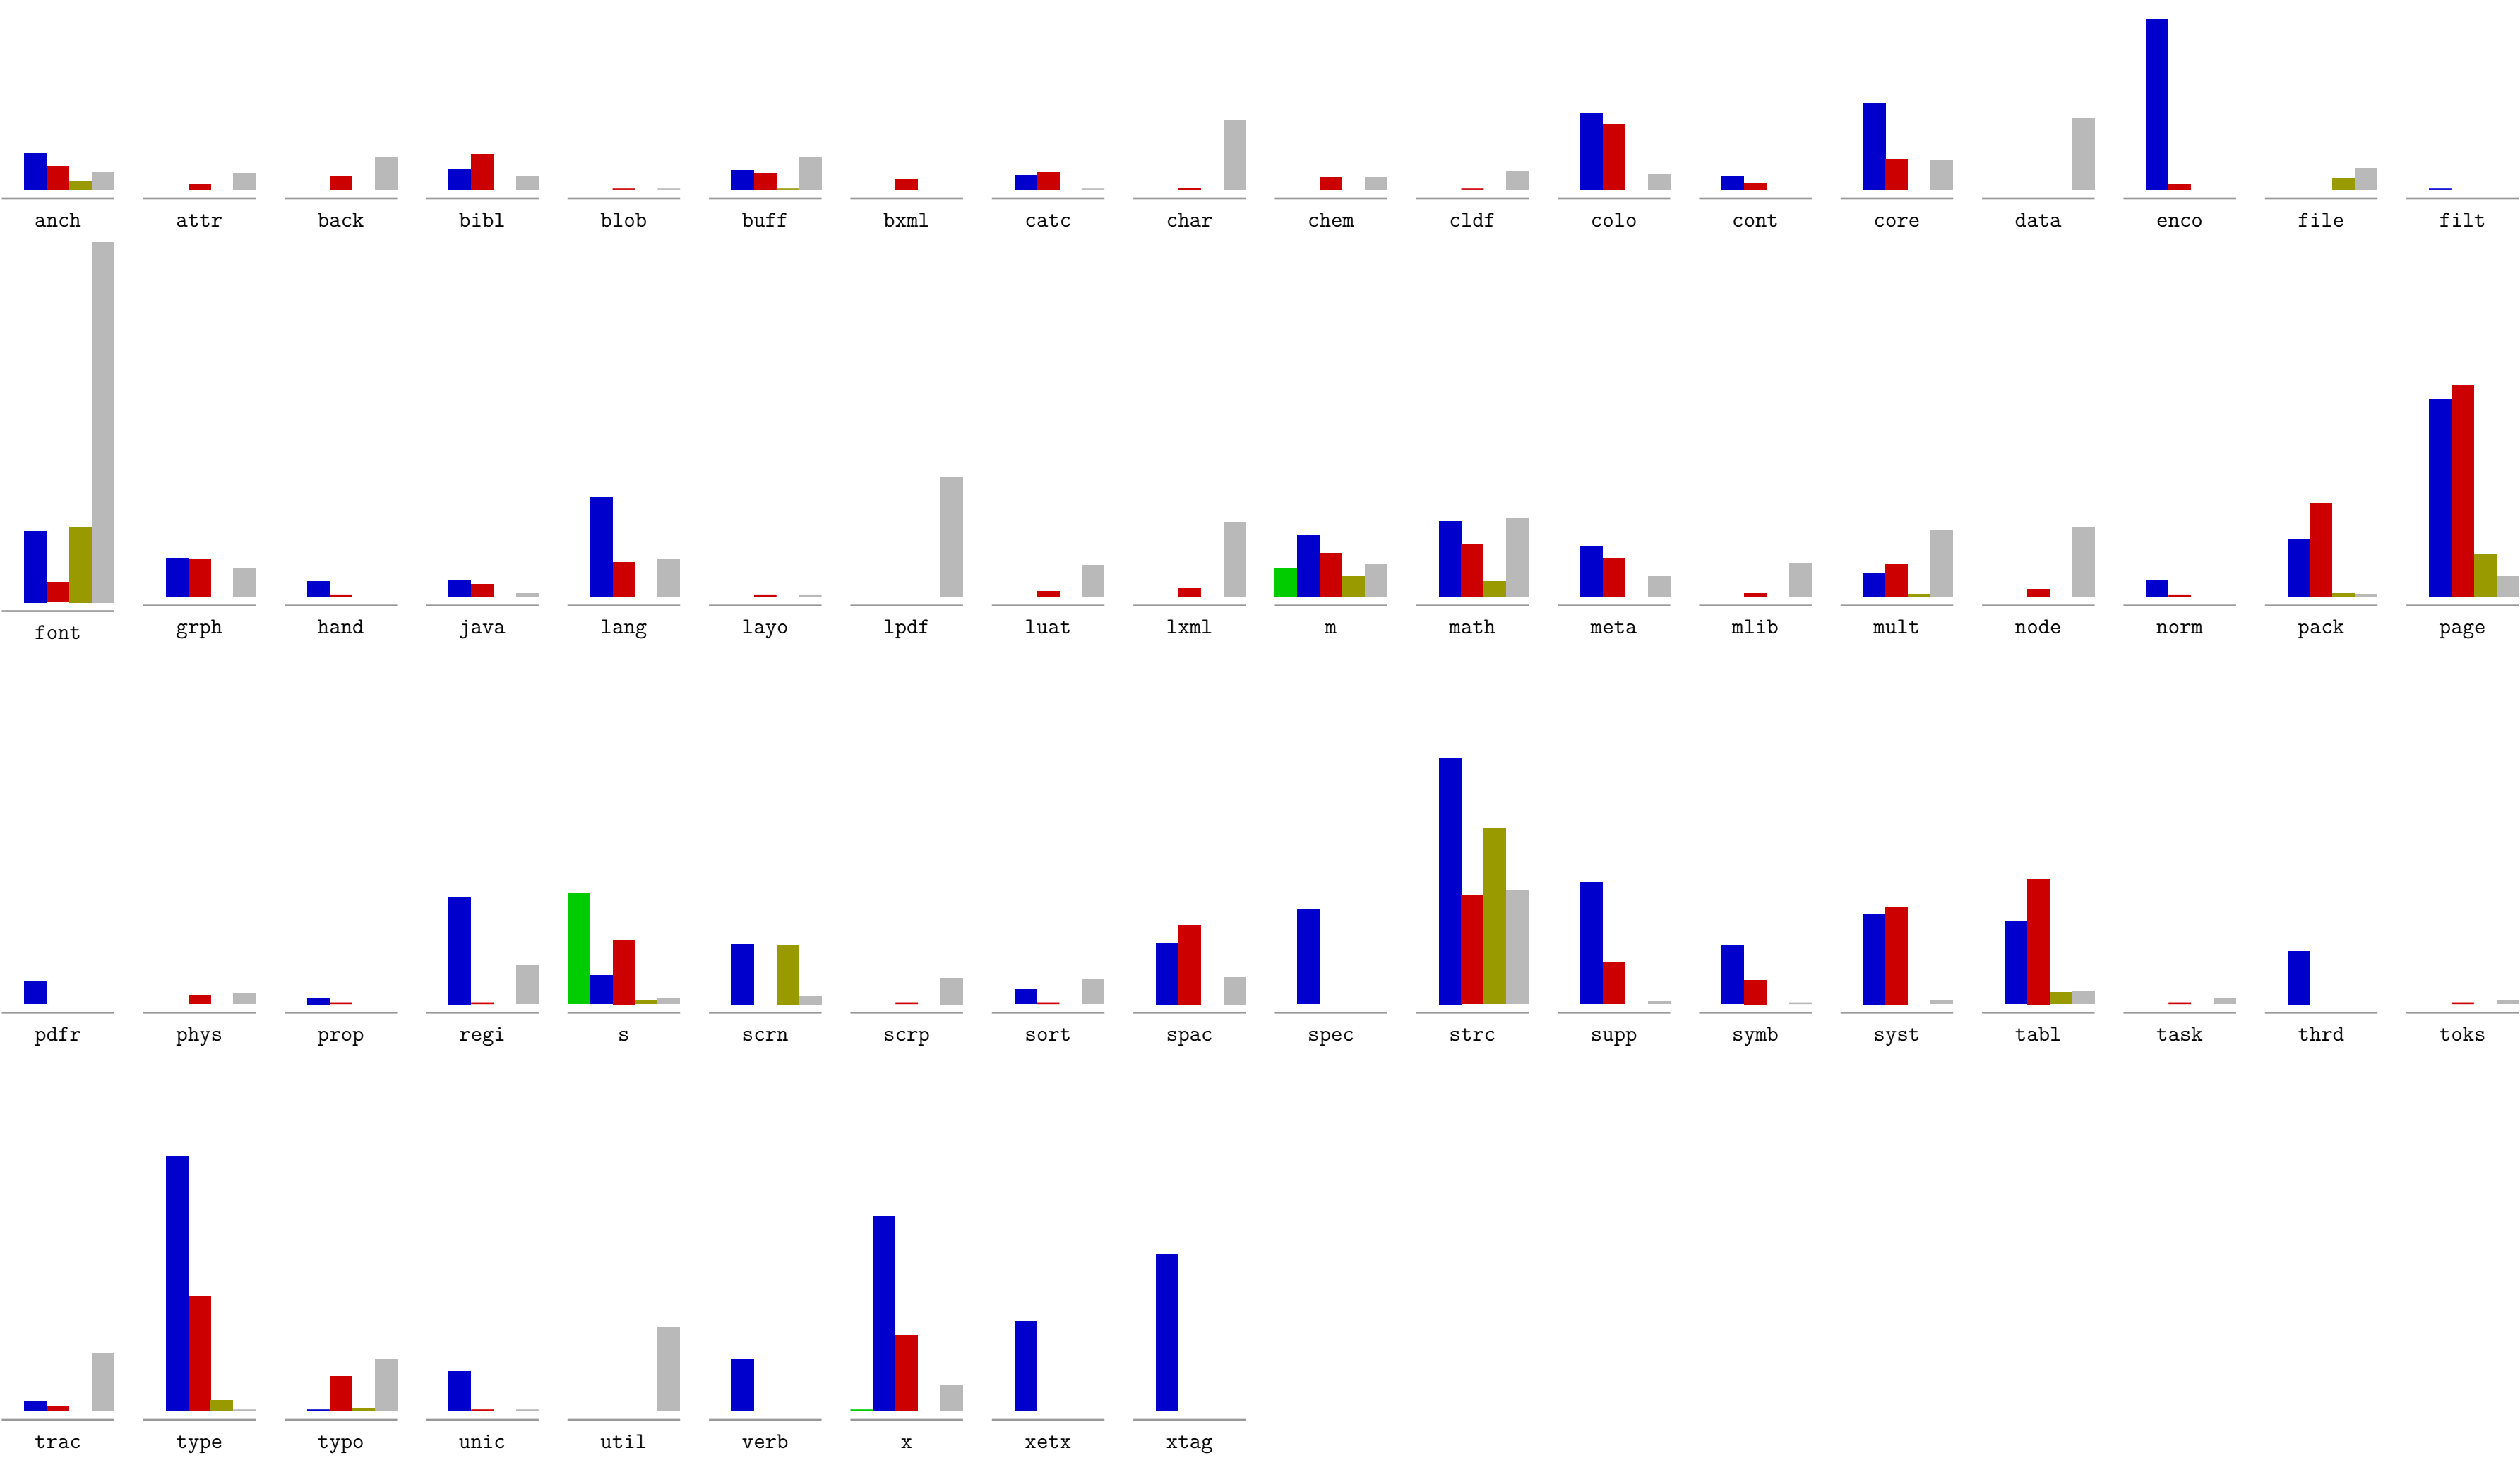 anch attr back bibl blob buff bxml catc char chem cldf colo cont core data enco file filt
font grph hand java lang layo lpdf luat lxml m math meta mlib mult node norm pack page
pdfr phys prop regi s scrn scrp sort spac spec strc supp symb syst tabl task thrd toks
trac type typo unic util verb x xetx xtag